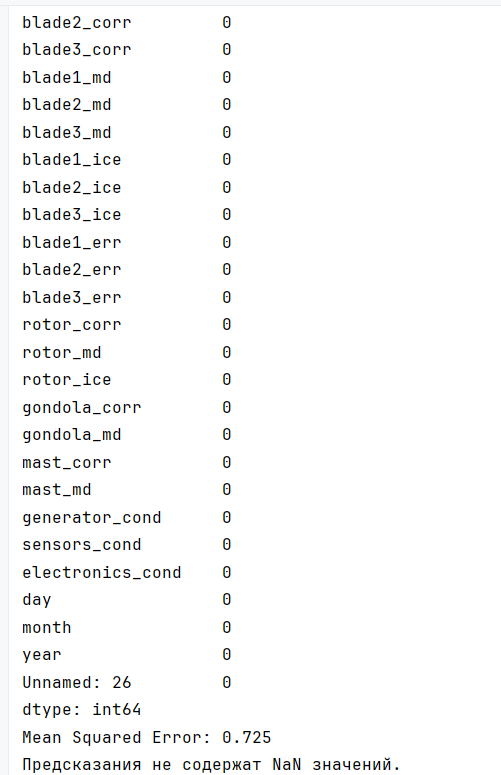 blade2_corr 0
blade3_corr 0
blade1_md 0
blade2_md 0
blade3_md 0
blade1_ice 0
blade2_ice 0
blade3_ice 0
blade1_err 0
blade2_err 0
blade3_err 0
rotor_corr 0
rotor_md 0
rotor_ice 0
gondola_corr 0
gondola_md 0
mast_corr 0
mast_md 0
generator_cond 0
sensors_cond 0
electronics_cond 0
day 0
month 0
year 0
Unnamed: 26 0
dtype: int64
Mean Squared Error: 0.725
Предсказания не содержат NaN значений.